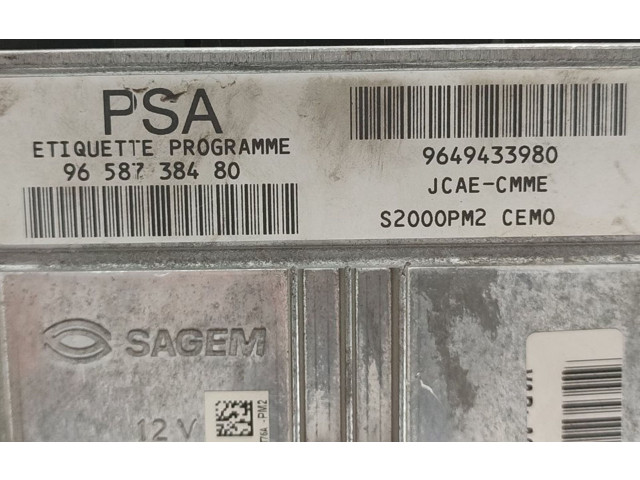 PSA
ETIQUETTE PROGRAMME
96 587 384 80
9649433980
JCAE-CMME
S2000PM2 CEMO
SAGEM
12 V